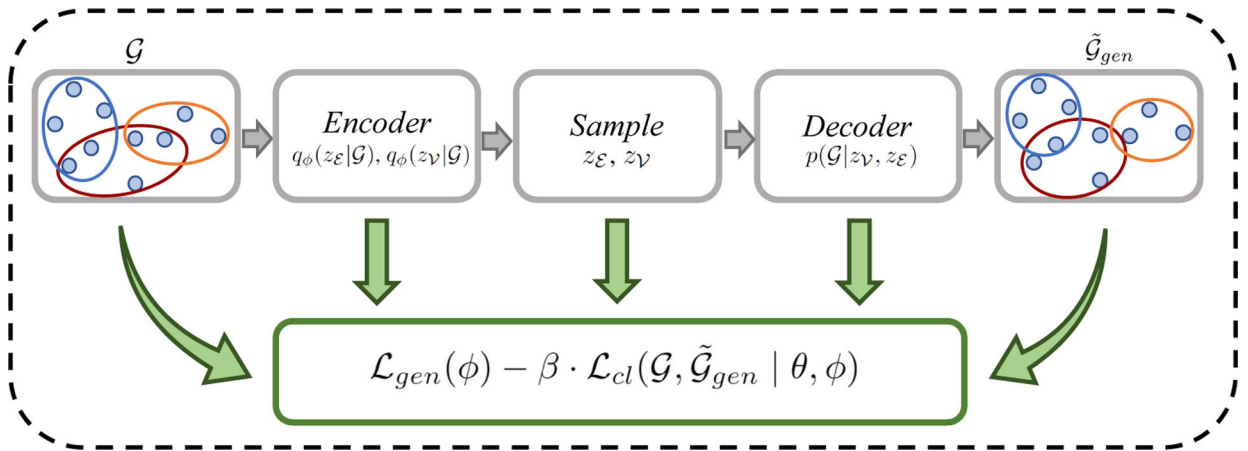 𝒢
𝒢̃_gen
Encoder
q_ϕ(z_ℰ|𝒢), q_ϕ(z_𝒱|𝒢)
Sample
z_ℰ, z_𝒱
Decoder
p(𝒢|z_𝒱, z_ℰ)
ℒ_gen(ϕ) − β · ℒ_cl(𝒢, 𝒢̃_gen | θ, ϕ)